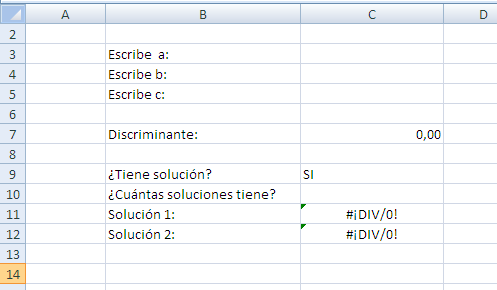 A B C D
2
3 Escribe a:
4 Escribe b:
5 Escribe c:
6
7 Discriminante: 0,00
8
9 ¿Tiene solución? SI
10 ¿Cuántas soluciones tiene?
11 Solución 1: #¡DIV/0!
12 Solución 2: #¡DIV/0!
13
14